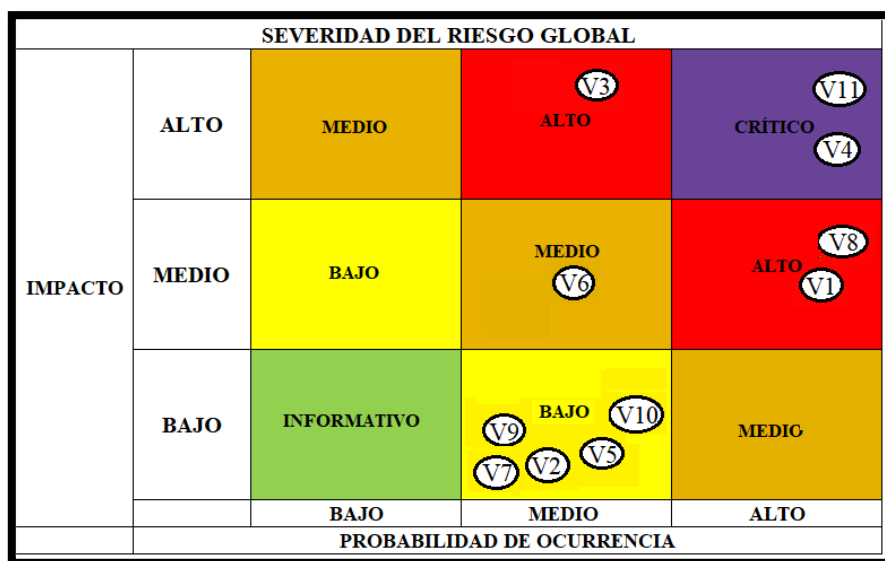 SEVERIDAD DEL RIESGO GLOBAL
IMPACTO
ALTO
MEDIO
V3
ALTO
V11
CRÍTICO
V4
MEDIO
BAJO
MEDIO
V6
V8
ALTO
V1
BAJO
INFORMATIVO
BAJO
V10
V9
V5
V2
V7
MEDIO
BAJO
MEDIO
ALTO
PROBABILIDAD DE OCURRENCIA